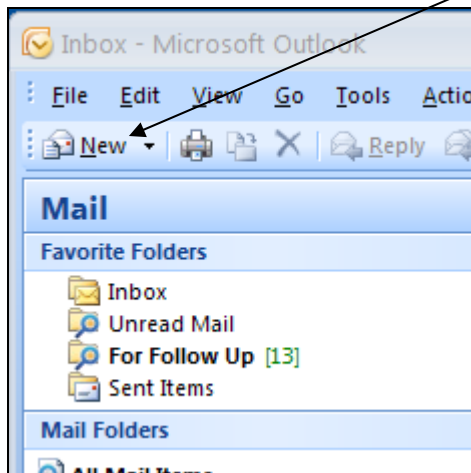 Inbox - Microsoft Outlook
File Edit View Go Tools Actio
New Reply
Mail
Favorite Folders
Inbox
Unread Mail
For Follow Up [13]
Sent Items
Mail Folders
All Mail Items